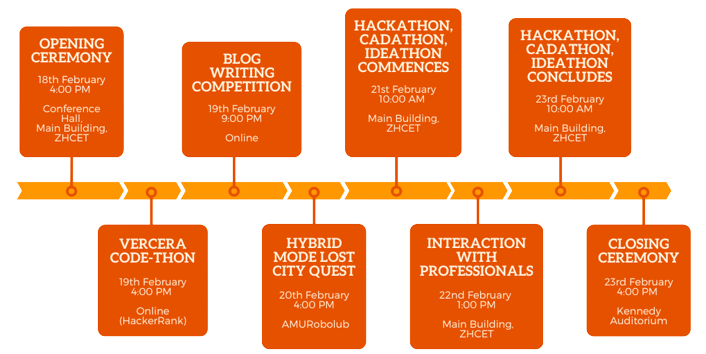 OPENING
CEREMONY
18th February
4:00 PM
Conference
Hall,
Main Building,
ZHCET
VERCERA
CODE-THON
19th February
4:00 PM
Online
(HackerRank)
BLOG
WRITING
COMPETITION
19th February
9:00 PM
Online
HYBRID
MODE LOST
CITY QUEST
20th February
4:00 PM
AMURobolub
HACKATHON,
CADATHON,
IDEATHON
COMMENCES
21st February
10:00 AM
Main Building,
ZHCET
INTERACTION
WITH
PROFESSIONALS
22nd February
1:00 PM
Main Building,
ZHCET
HACKATHON,
CADATHON,
IDEATHON
CONCLUDES
23rd February
10:00 AM
Main Building,
ZHCET
CLOSING
CEREMONY
23rd February
4:00 PM
Kennedy
Auditorium